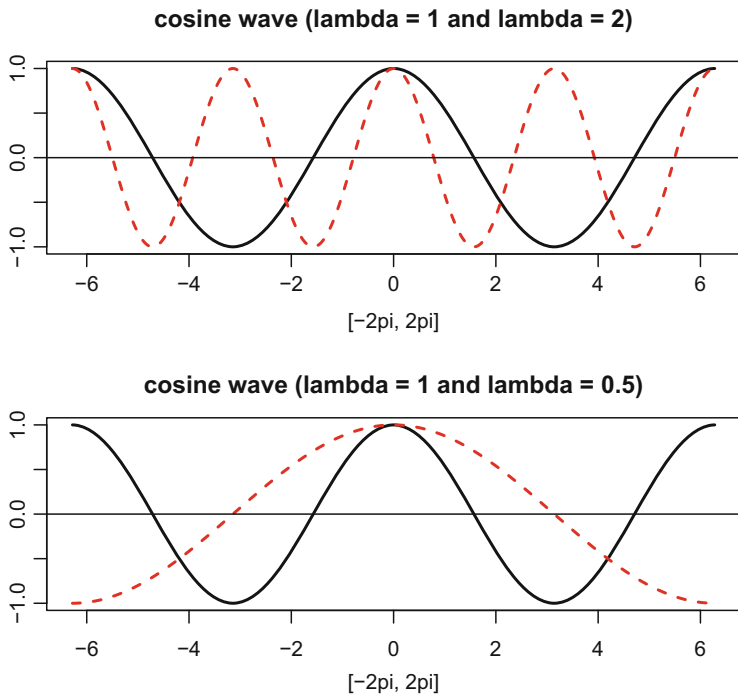 cosine wave (lambda = 1 and lambda = 2)
1.0
0.0
−1.0
−6 −4 −2 0 2 4 6
[−2pi, 2pi]
cosine wave (lambda = 1 and lambda = 0.5)
1.0
0.0
−1.0
−6 −4 −2 0 2 4 6
[−2pi, 2pi]